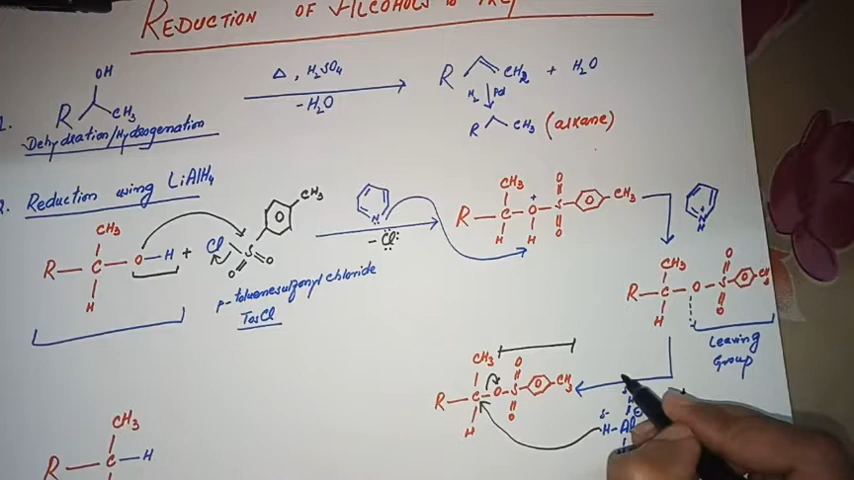 REDUCTION OF ALCOHOLS
OH
R CH3
Δ, H2SO4
-H2O
R CH2 + H2O
H2 Pd
R CH3 (alkane)
Dehydration/Hydrogenation
2. Reduction using LiAlH4
CH3
R-C-O-H +
H
Cl S O O CH3
p-toluenesulfonyl chloride
TosCl
N
-Cl:
CH3 + O
R-C-O-S- -CH3
H H O
N
H
CH3 O
R-C-O-S- -CH3
H O
Leaving
Group
CH3 O
R-C-O-S- -CH3
H O
H-Al
CH3
R-C-H